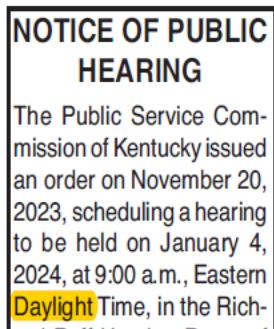 NOTICE OF PUBLIC
HEARING
The Public Service Com-
mission of Kentucky issued
an order on November 20,
2023, scheduling a hearing
to be held on January 4,
2024, at 9:00 a.m., Eastern
Daylight Time, in the Rich-